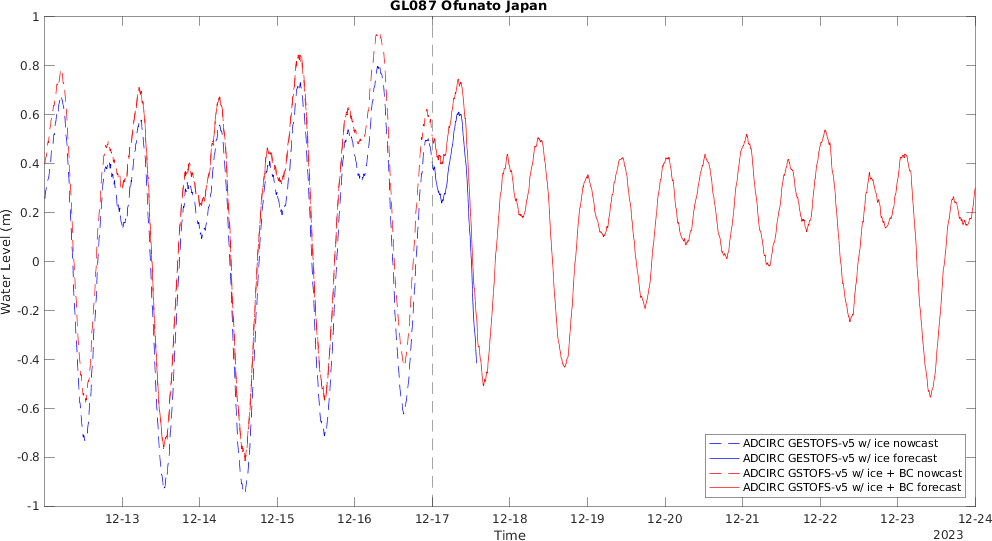 GL087 Ofunato Japan
Water Level (m)
1
0.8
0.6
0.4
0.2
0
-0.2
-0.4
-0.6
-0.8
-1
ADCIRC GESTOFS-v5 w/ ice nowcast
ADCIRC GESTOFS-v5 w/ ice forecast
ADCIRC GSTOFS-v5 w/ ice + BC nowcast
ADCIRC GSTOFS-v5 w/ ice + BC forecast
12-13 12-14 12-15 12-16 12-17 12-18 12-19 12-20 12-21 12-22 12-23 12-24
Time
2023